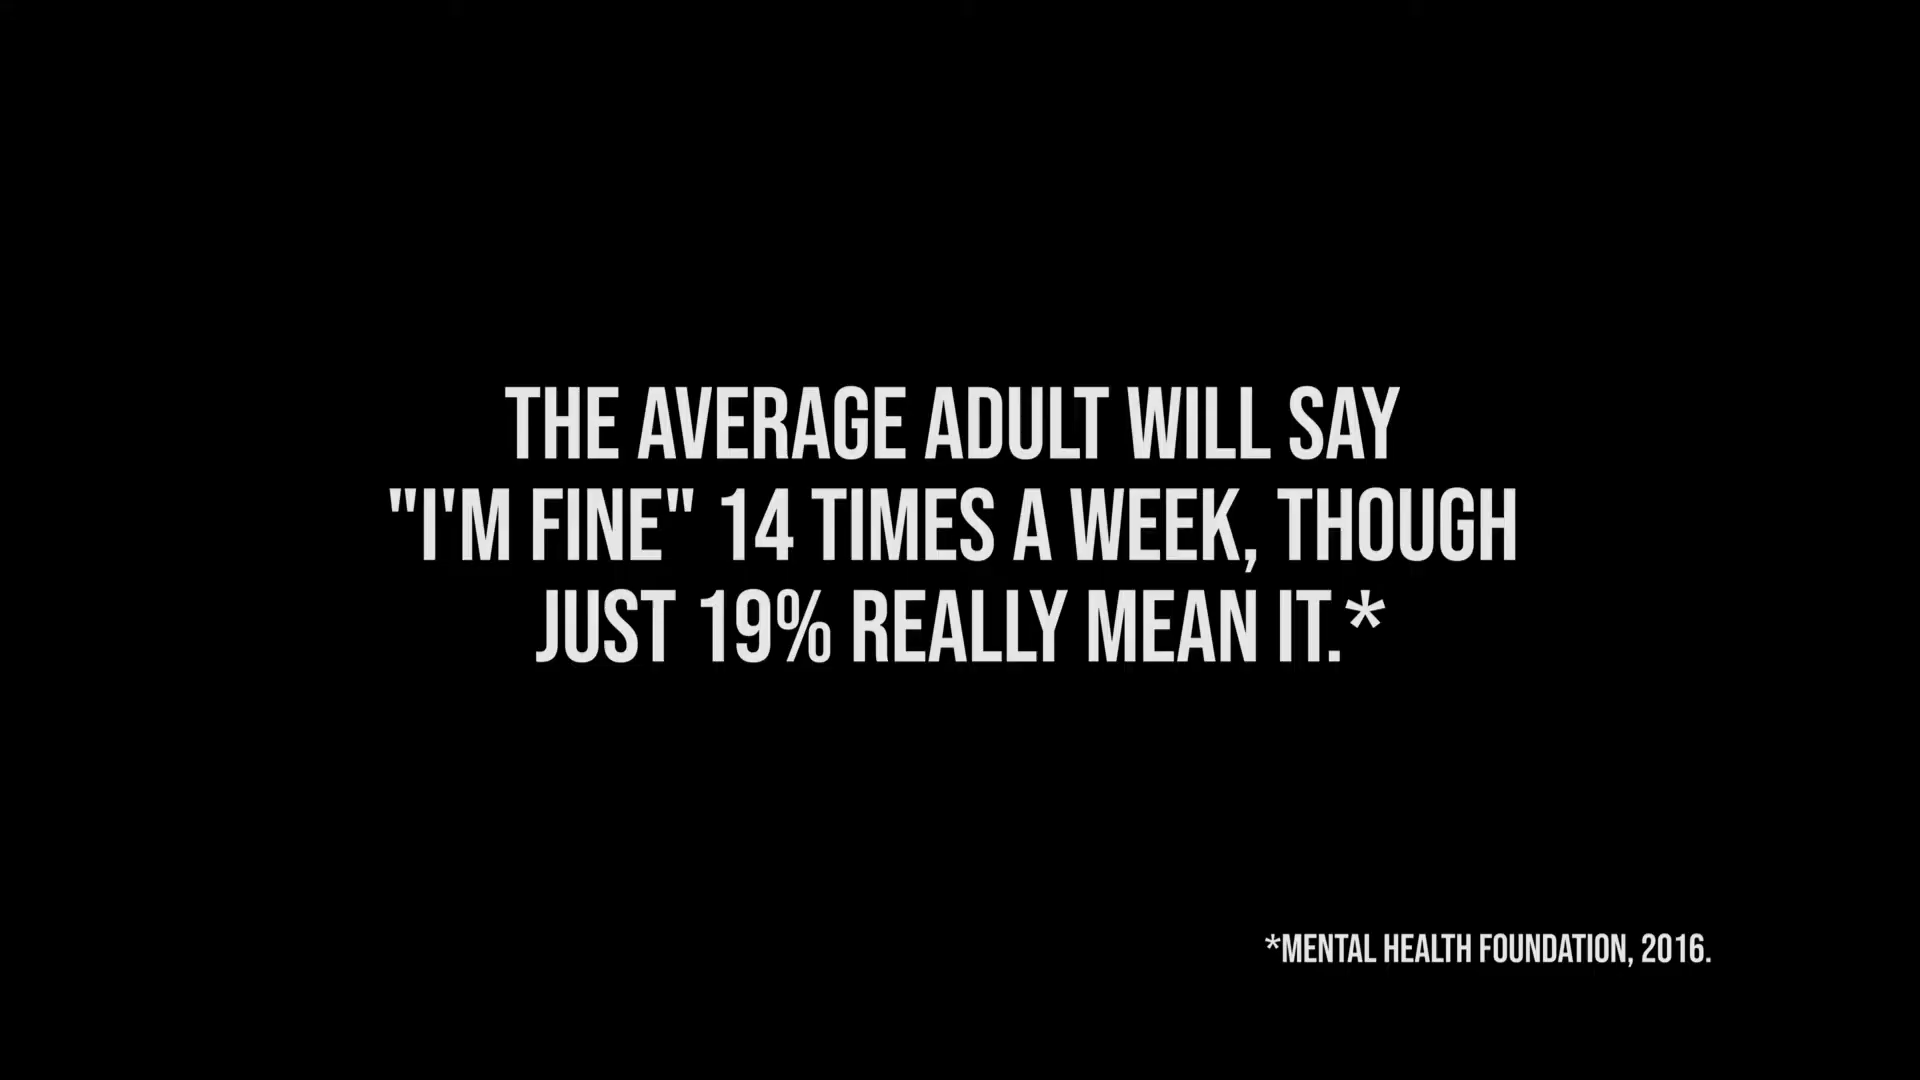 THE AVERAGE ADULT WILL SAY
"I'M FINE" 14 TIMES A WEEK, THOUGH
JUST 19% REALLY MEAN IT.*
*MENTAL HEALTH FOUNDATION, 2016.